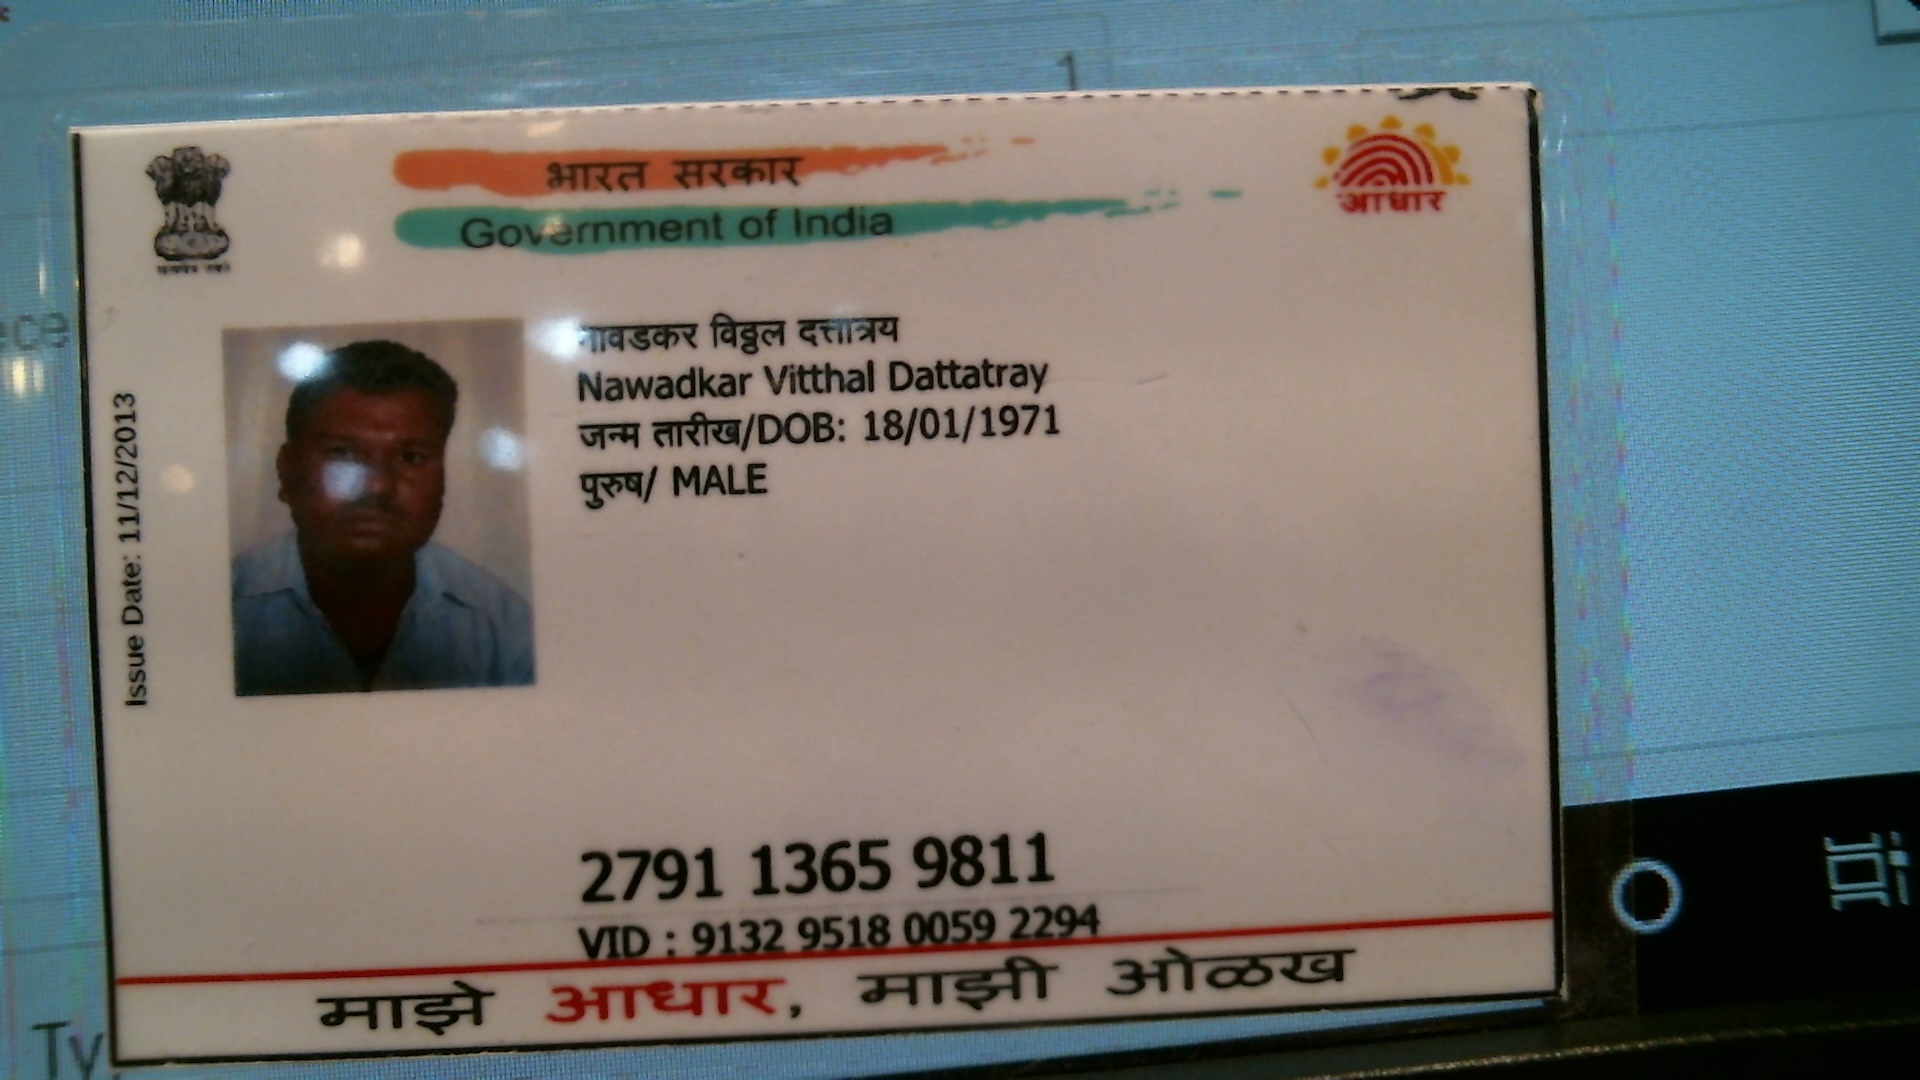 1
भारत सरकार
Government of India
आधार
Issue Date: 11/12/2013
नावडकर विठ्ठल दत्तात्रय
Nawadkar Vitthal Dattatray
जन्म तारीख/DOB: 18/01/1971
पुरुष/ MALE
2791 1365 9811
VID : 9132 9518 0059 2294
माझे आधार, माझी ओळख